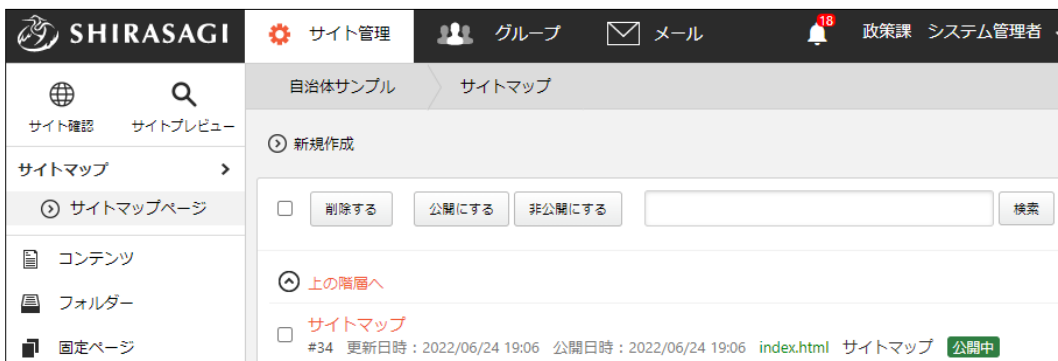 SHIRASAGI サイト管理 グループ メール 18 政策課 システム管理者
サイト確認 サイトプレビュー
自治体サンプル サイトマップ
新規作成
サイトマップ
サイトマップページ
削除する 公開にする 非公開にする 検索
コンテンツ
フォルダー
固定ページ
上の階層へ
サイトマップ
#34 更新日時:2022/06/24 19:06 公開日時:2022/06/24 19:06 index.html サイトマップ 公開中